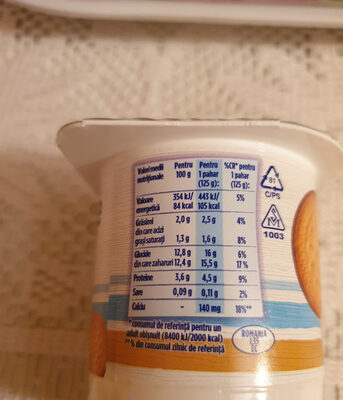 Valori medii nutriționale Pentru 100 g Pentru 1 pahar (125 g): %CR* pentru 1 pahar (125 g):
Valoare energetică 354 kJ/ 84 kcal 443 kJ/ 105 kcal 5%
Grăsimi 2,0 g 2,5 g 4%
din care acizi grași saturați 1,3 g 1,6 g 8%
Glucide 12,8 g 16 g 6%
din care zaharuri 12,4 g 15,5 g 17%
Proteine 3,6 g 4,5 g 9%
Sare 0,09 g 0,11 g 2%
Calciu 140 mg 18%**
* consumul de referință pentru un
adult obișnuit (8400 kJ/2000 kcal)
** % din consumul zilnic de referință
81
C/PS
1003
ROMANIA
EC